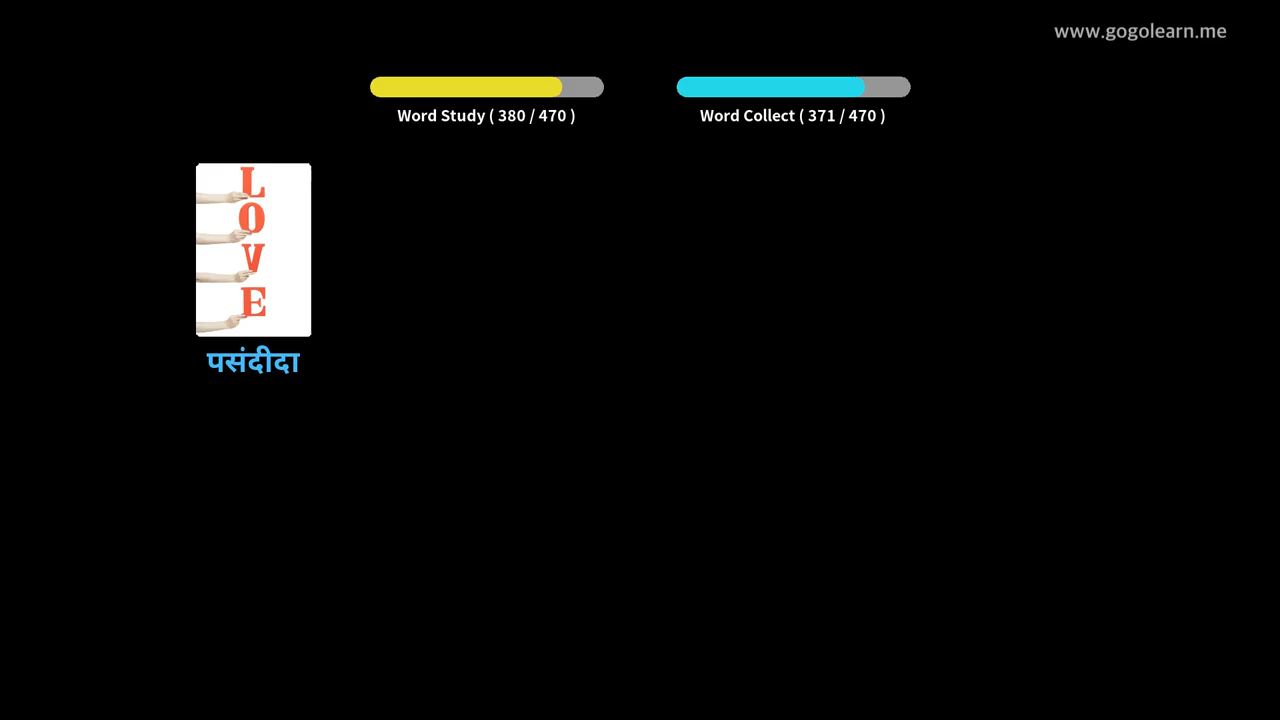 www.gogolearn.me
Word Study ( 380 / 470 )
Word Collect ( 371 / 470 )
L
O
V
E
पसंदीदा